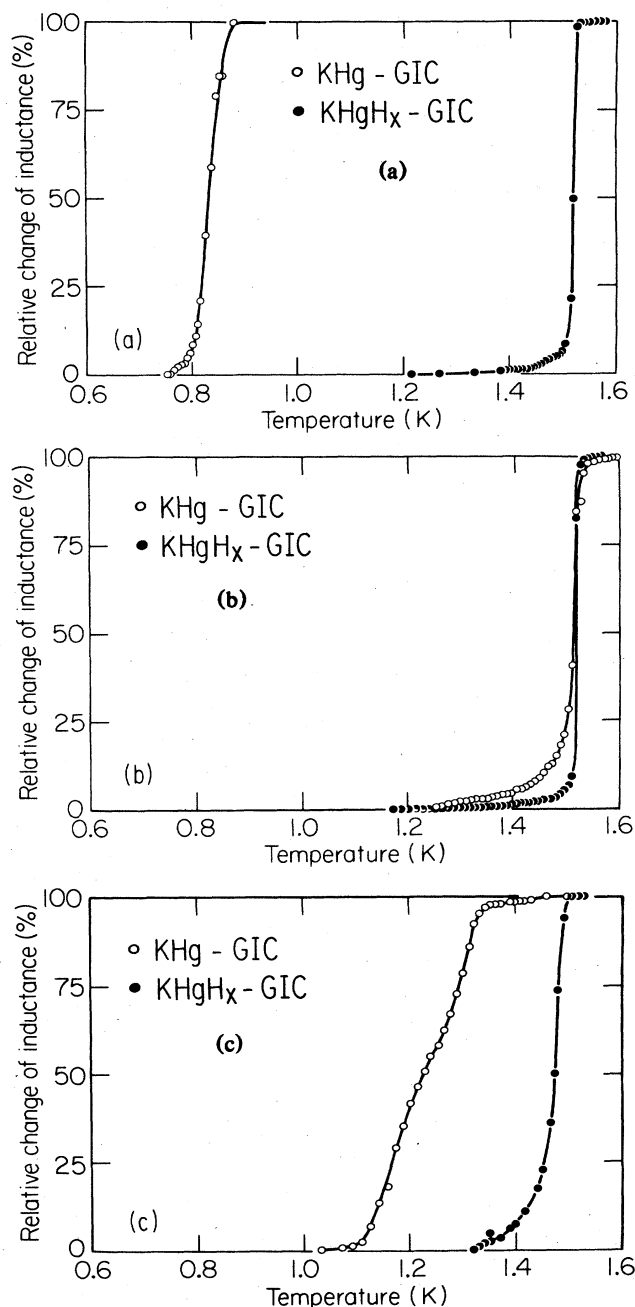 Relative change of inductance (%)
100
75
50
25
0
KHg - GIC
KHgHx - GIC
(a)
(a)
0.6
0.8
1.0
1.2
1.4
1.6
Temperature (K)
Relative change of inductance (%)
100
75
50
25
0
KHg - GIC
KHgHx - GIC
(b)
(b)
0.6
0.8
1.0
1.2
1.4
1.6
Temperature (K)
Relative change of inductance (%)
100
75
50
25
0
KHg - GIC
KHgHx - GIC
(c)
(c)
0.6
0.8
1.0
1.2
1.4
1.6
Temperature (K)